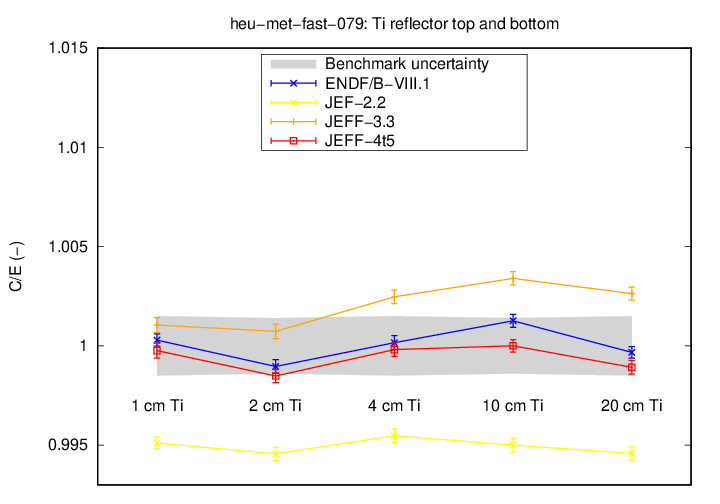 heu−met−fast−079: Ti reflector top and bottom
1.015
1.01
1.005
1
0.995
C/E (−)
Benchmark uncertainty
ENDF/B−VIII.1
JEF−2.2
JEFF−3.3
JEFF−4t5
1 cm Ti
2 cm Ti
4 cm Ti
10 cm Ti
20 cm Ti